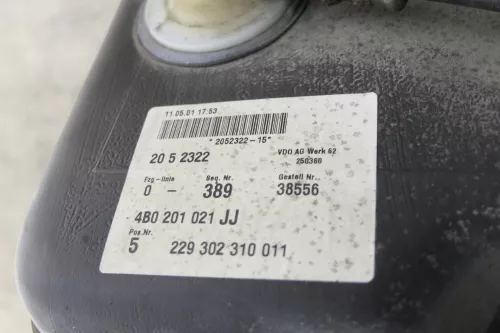 11.05.01 17:53
* 2052322-15*
20 5 2322 VDO AG Werk 62
250360
Fzg-linie Seq. Nr. Gestell Nr.
0 - 389 38556
4B0 201 021 JJ
Pos.Nr.
5 229 302 310 011